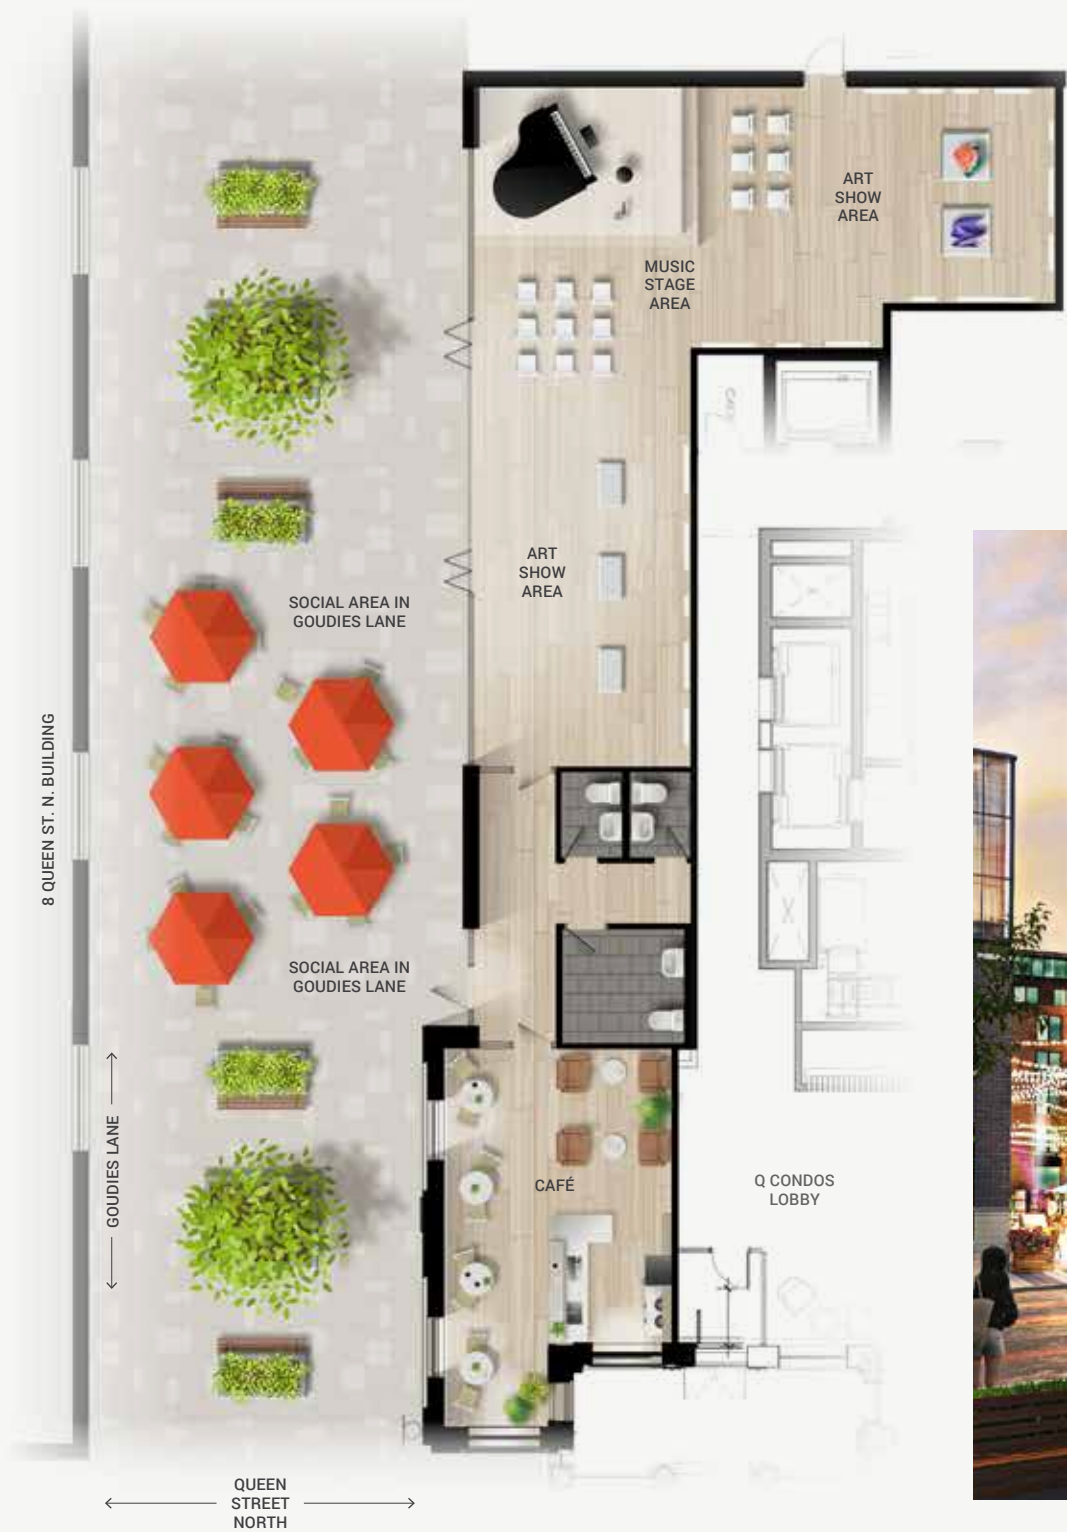 ART
SHOW
AREA
MUSIC
STAGE
AREA
ART
SHOW
AREA
SOCIAL AREA IN
GOUDIES LANE
8 QUEEN ST. N. BUILDING
SOCIAL AREA IN
GOUDIES LANE
GOUDIES LANE
CAFÉ
Q CONDOS
LOBBY
QUEEN
STREET
NORTH